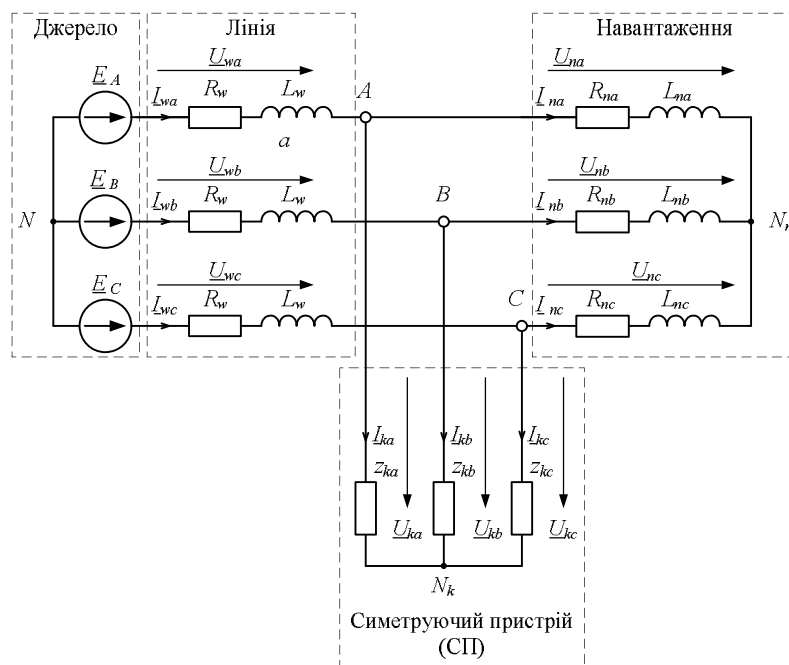 Джерело Лінія Навантаження
U_wa U_na
E_A I_wa R_w L_w A I_na R_na L_na
a
U_wb U_nb
E_B I_wb R_w L_w B I_nb R_nb L_nb
N N_n
U_wc U_nc
E_C I_wc R_w L_w C I_nc R_nc L_nc
I_ka I_kb I_kc
z_ka z_kb z_kc
U_ka U_kb U_kc
N_k
Симетруючий пристрій
(СП)